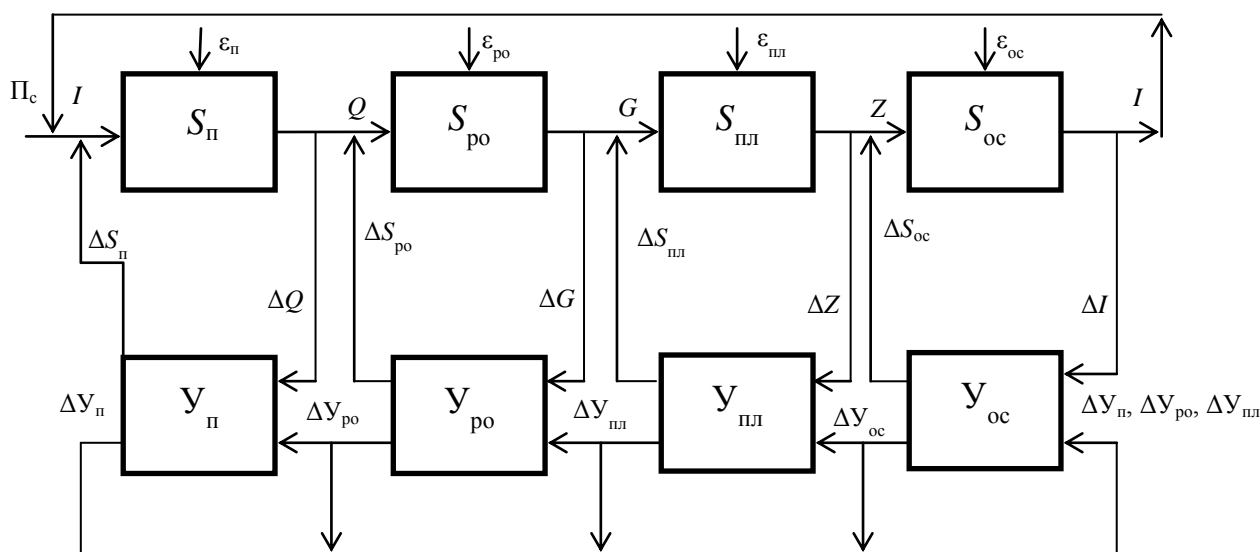 εп εро εпл εос
Пс I Q G Z I
Sп Sро Sпл Sос
ΔSп ΔSро ΔSпл ΔSос
ΔQ ΔG ΔZ ΔI
ΔУп ΔУро ΔУпл ΔУос ΔУп, ΔУро, ΔУпл
Уп Уро Упл Уос